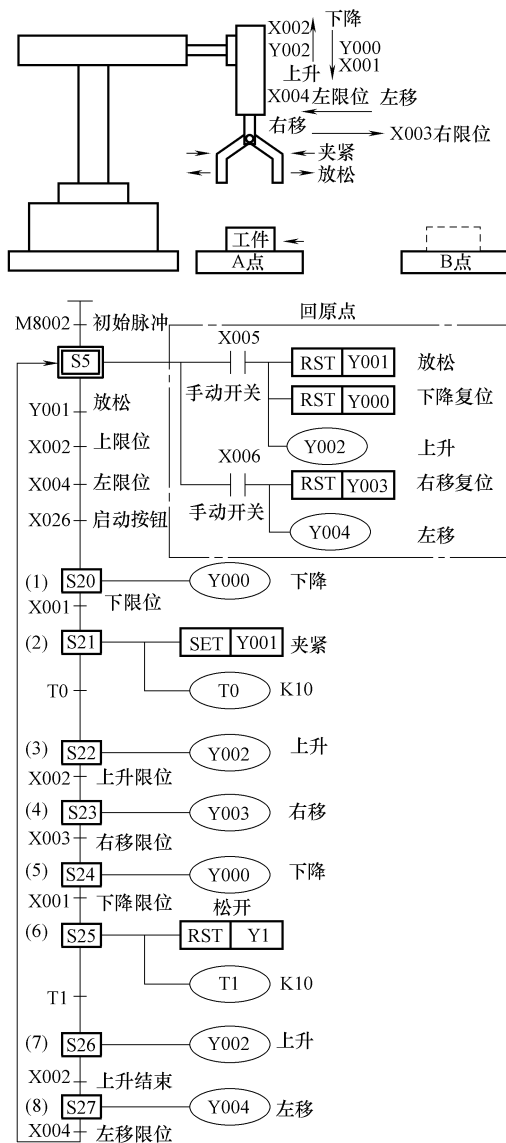 X002 下降
Y002 Y000
上升 X001
X004左限位 左移
右移
X003右限位
夹紧
放松
工件
A点 B点
M8002 初始脉冲 回原点
X005
S5 RST Y001 放松
手动开关
Y001 放松 RST Y000 下降复位
X002 上限位 Y002 上升
X006
X004 左限位 RST Y003 右移复位
手动开关
X026 启动按钮 Y004 左移
(1) S20 Y000 下降
X001 下限位
(2) S21 SET Y001 夹紧
T0 T0 K10
(3) S22 Y002 上升
X002 上升限位
(4) S23 Y003 右移
X003 右移限位
(5) S24 Y000 下降
X001 下降限位 松开
(6) S25 RST Y1
T1 K10
T1
(7) S26 Y002 上升
X002 上升结束
(8) S27 Y004 左移
X004 左移限位